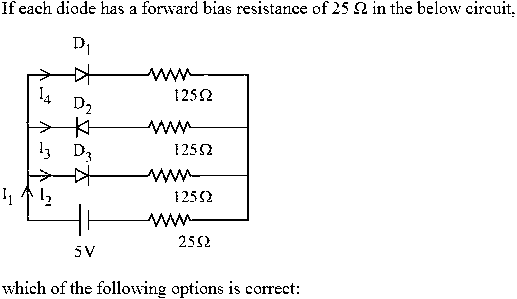 If each diode has a forward bias resistance of 25 Ω in the below circuit,
D1
I4
125Ω
D2
I3
125Ω
D3
I1
I2
125Ω
25Ω
5V
which of the following options is correct: